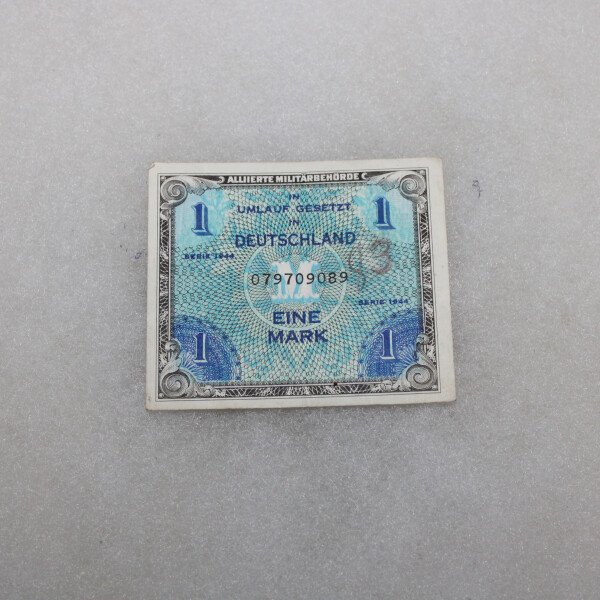 ALLIIERTE MILITÄRBEHÖRDE
1 1
IN
UMLAUF GESETZT
IN
DEUTSCHLAND
SERIE 1944
079709089
M
SERIE 1944
EINE
MARK
1 1